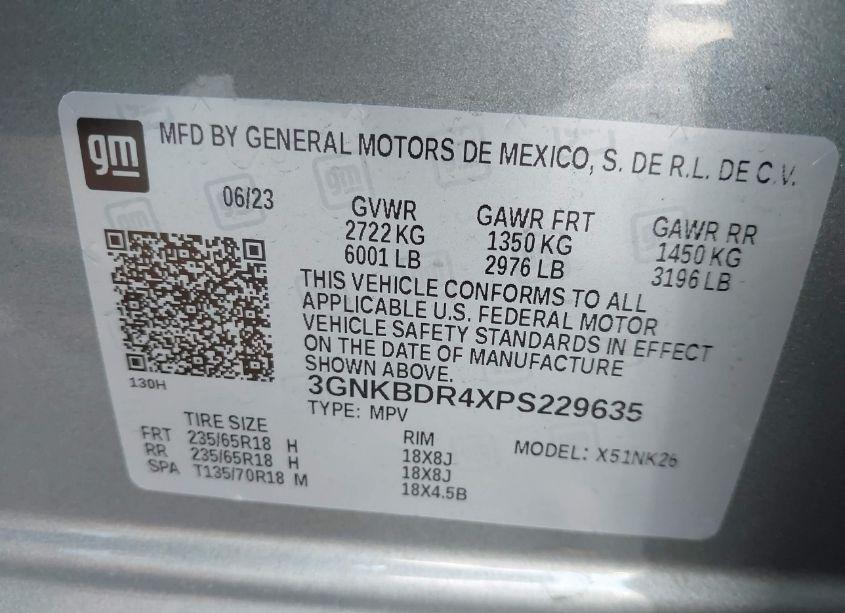 gm
MFD BY GENERAL MOTORS DE MEXICO, S. DE R.L. DE C.V.
06/23
GVWR GAWR FRT GAWR RR
2722 KG 1350 KG 1450 KG
6001 LB 2976 LB 3196 LB
THIS VEHICLE CONFORMS TO ALL
APPLICABLE U.S. FEDERAL MOTOR
VEHICLE SAFETY STANDARDS IN EFFECT
ON THE DATE OF MANUFACTURE
SHOWN ABOVE.
130H
3GNKBDR4XPS229635
TYPE: MPV
TIRE SIZE RIM MODEL: X51NK26
FRT 235/65R18 H 18X8J
RR 235/65R18 H 18X8J
SPA T135/70R18 M 18X4.5B